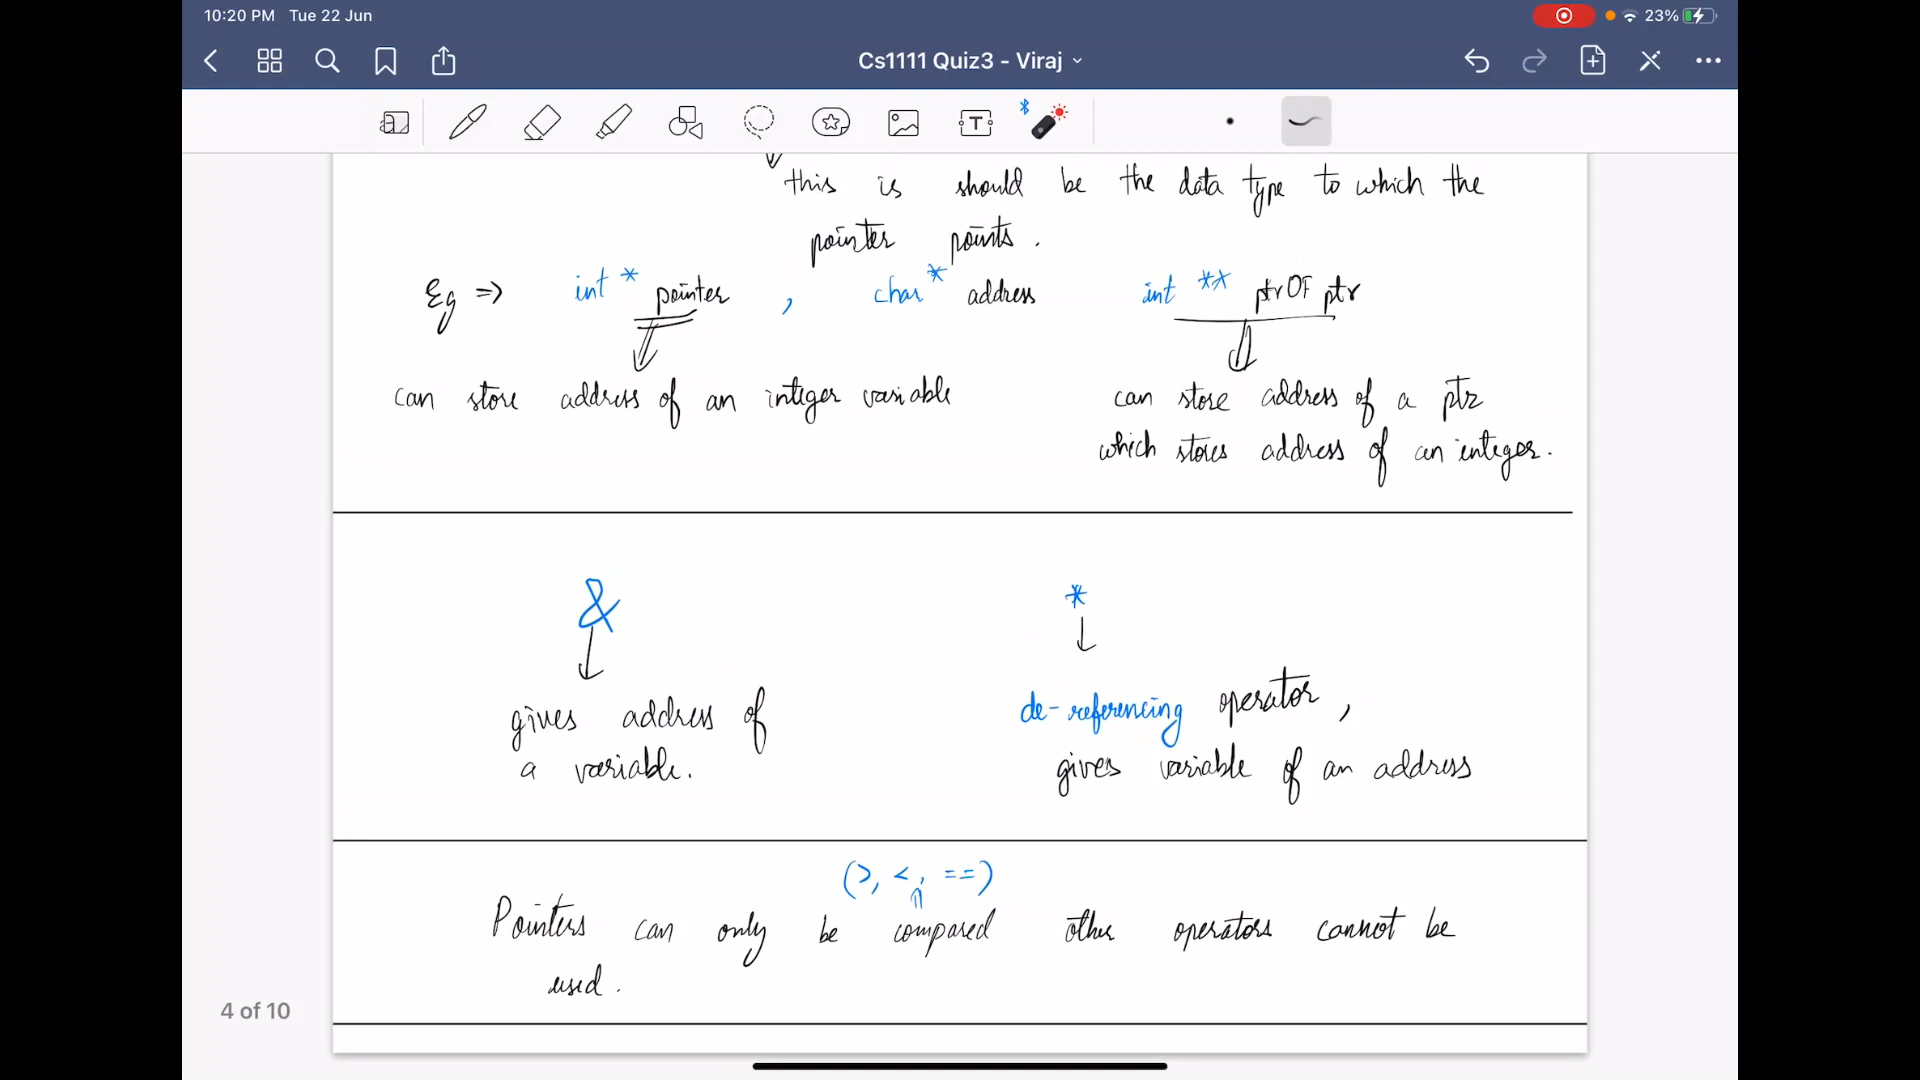 10:20 PM Tue 22 Jun 23%
Cs1111 Quiz3 - Viraj
T
this is should be the data type to which the
pointer points.
Eg => int * pointer , char * address int ** ptrOF ptr
can store address of an integer variable
can store address of a ptr
which stores address of an integer.
& *
gives address of
a variable.
de-referencing operator,
gives variable of an address
(>, <, ==)
Pointers can only be compared other operators cannot be
used.
4 of 10